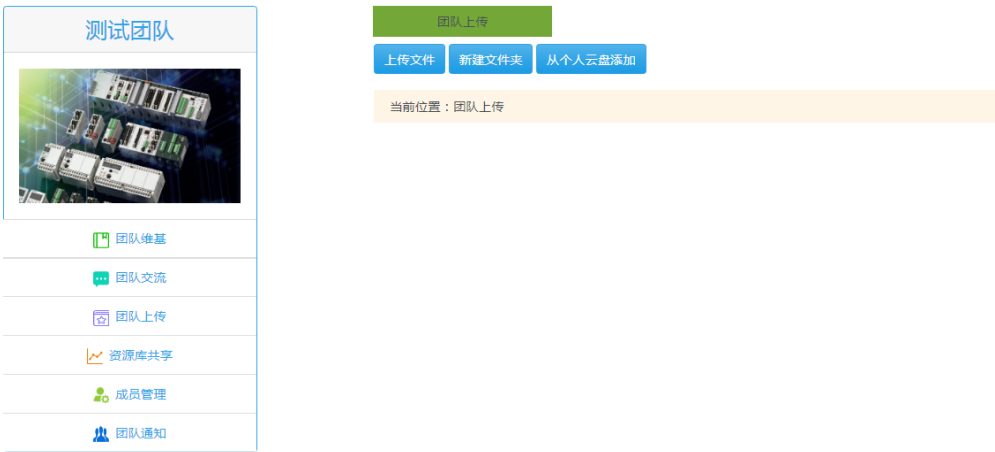 测试团队
团队维基
团队交流
团队上传
资源库共享
成员管理
团队通知
团队上传
上传文件 新建文件夹 从个人云盘添加
当前位置：团队上传